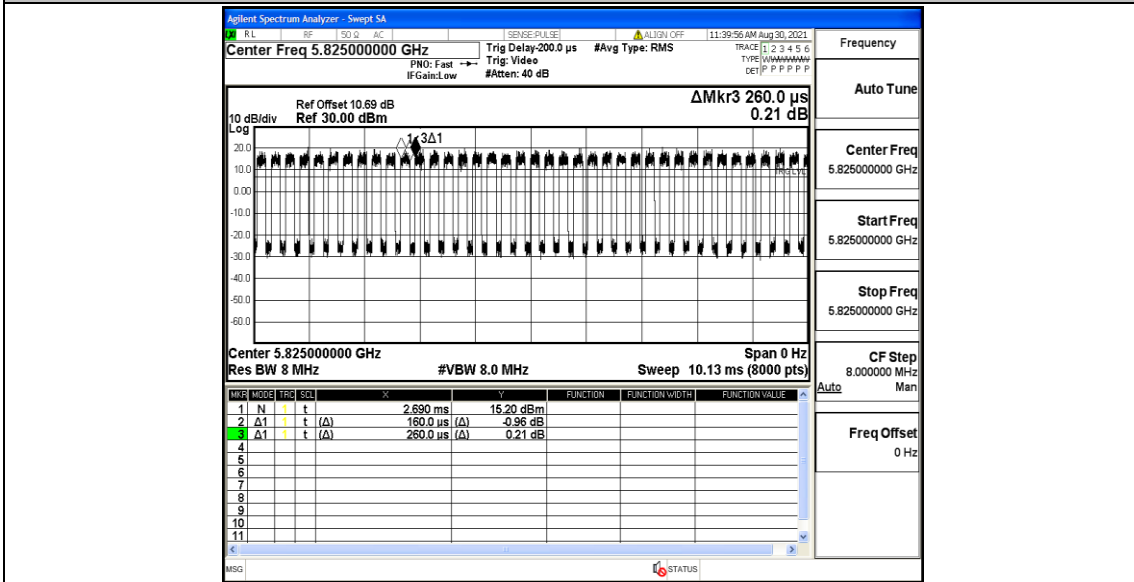 Agilent Spectrum Analyzer - Swept SA
LXI RL RF 50 Ω AC SENSE:PULSE ALIGN OFF 11:39:56 AM Aug 30, 2021
Center Freq 5.825000000 GHz
Trig Delay-200.0 µs #Avg Type: RMS
TRACE 1 2 3 4 5 6
PNO: Fast
Trig: Video
TYPE WWWWWW
IFGain:Low
#Atten: 40 dB
DET P P P P P P
ΔMkr3 260.0 µs
0.21 dB
Ref Offset 10.69 dB
10 dB/div Ref 30.00 dBm
Log
1 3Δ1
20.0
10.0
TRIG LVL
0.00
-10.0
-20.0
-30.0
-40.0
-50.0
-60.0
Center 5.825000000 GHz Span 0 Hz
Res BW 8 MHz #VBW 8.0 MHz Sweep 10.13 ms (8000 pts)
MKR MODE TRC SCL X Y FUNCTION FUNCTION WIDTH FUNCTION VALUE
1 N 1 t 2.690 ms 15.20 dBm
2 Δ1 1 t (Δ) 160.0 µs (Δ) -0.96 dB
3 Δ1 1 t (Δ) 260.0 µs (Δ) 0.21 dB
4
5
6
7
8
9
10
11
MSG STATUS
Frequency
Auto Tune
Center Freq
5.825000000 GHz
Start Freq
5.825000000 GHz
Stop Freq
5.825000000 GHz
CF Step
8.000000 MHz
Auto Man
Freq Offset
0 Hz